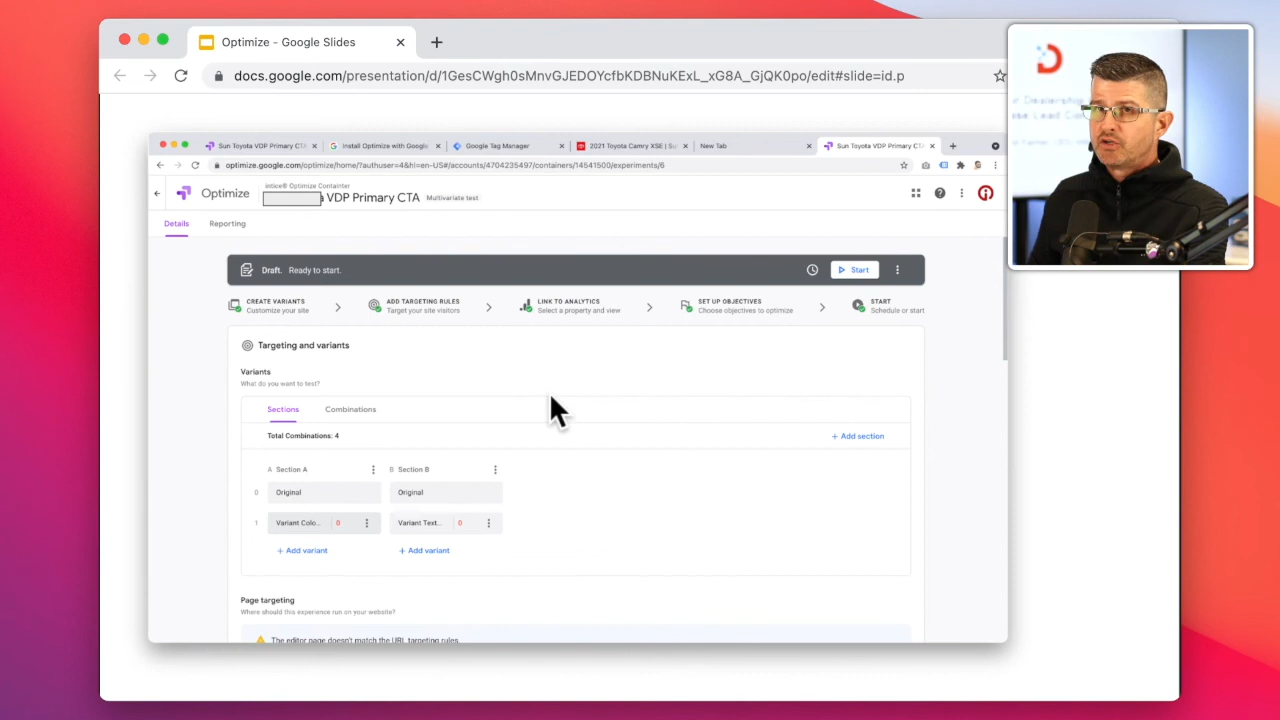 Optimize - Google Slides
docs.google.com/presentation/d/1GesCWgh0sMnvGJEDOYcfbKDBNuKExL_xG8A_GjQK0po/edit#slide=id.p
Sun Toyota VDP Primary CTA
Install Optimize with Google
Google Tag Manager
2021 Toyota Camry XSE | Su
New Tab
Sun Toyota VDP Primary CTA
optimize.google.com/optimize/home/?authuser=4&hl=en-US#/accounts/4704235497/containers/14541500/experiments/6
Optimize
intice® Optimize Containter
VDP Primary CTA
Multivariate test
Details
Reporting
Draft. Ready to start.
Start
CREATE VARIANTS
Customize your site
ADD TARGETING RULES
Target your site visitors
LINK TO ANALYTICS
Select a property and view
SET UP OBJECTIVES
Choose objectives to optimize
START
Schedule or start
Targeting and variants
Variants
What do you want to test?
Sections
Combinations
Total Combinations: 4
+ Add section
A Section A
B Section B
0 Original
Original
1 Variant Colo... 0
Variant Text... 0
+ Add variant
+ Add variant
Page targeting
Where should this experience run on your website?
The editor page doesn't match the URL targeting rules.